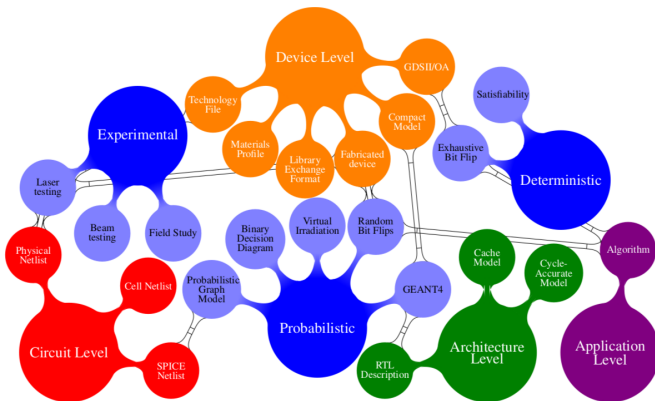 Device Level
GDSII/OA
Technology
File
Satisfiability
Experimental
Compact
Model
Materials
Profile
Library
Exchange
Format
Fabricated
device
Exhaustive
Bit Flip
Deterministic
Laser
testing
Beam
testing
Field Study
Binary
Decision
Diagram
Virtual
Irradiation
Random
Bit Flips
Physical
Netlist
Cache
Model
Algorithm
Cycle-
Accurate
Model
Cell Netlist
Probabilistic
Graph
Model
GEANT4
Probabilistic
Circuit Level
SPICE
Netlist
RTL
Description
Architecture
Level
Application
Level